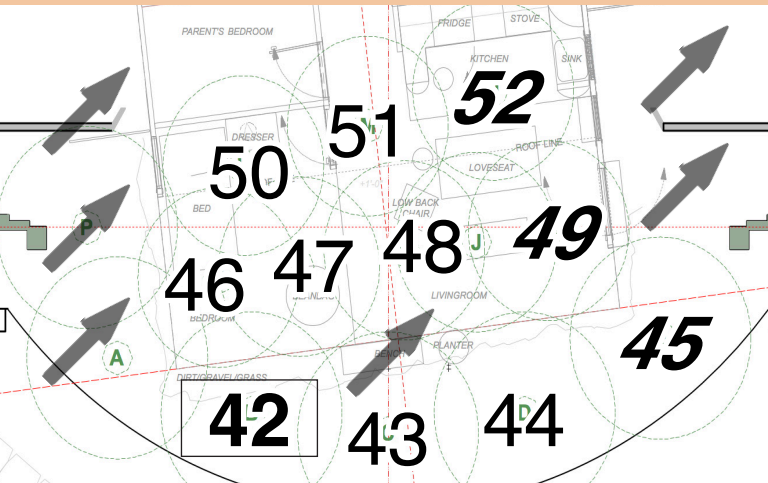 PARENT'S BEDROOM
FRIDGE
STOVE
KITCHEN
SINK
52
51
DRESSER
ROOF LINE
50
LOVESEAT
BED
LOW BACK
CHAIR
P
48
J
49
47
46
LIVINGROOM
BEDROOM
45
PLANTER
BENCH
A
DIRT/GRAVEL/GRASS
42
43
44
D